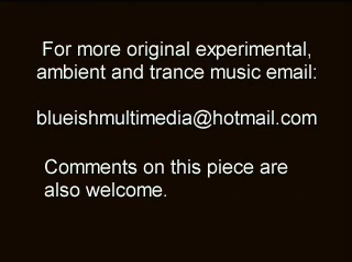 For more original experimental,
ambient and trance music email:
blueishmultimedia@hotmail.com
Comments on this piece are
also welcome.